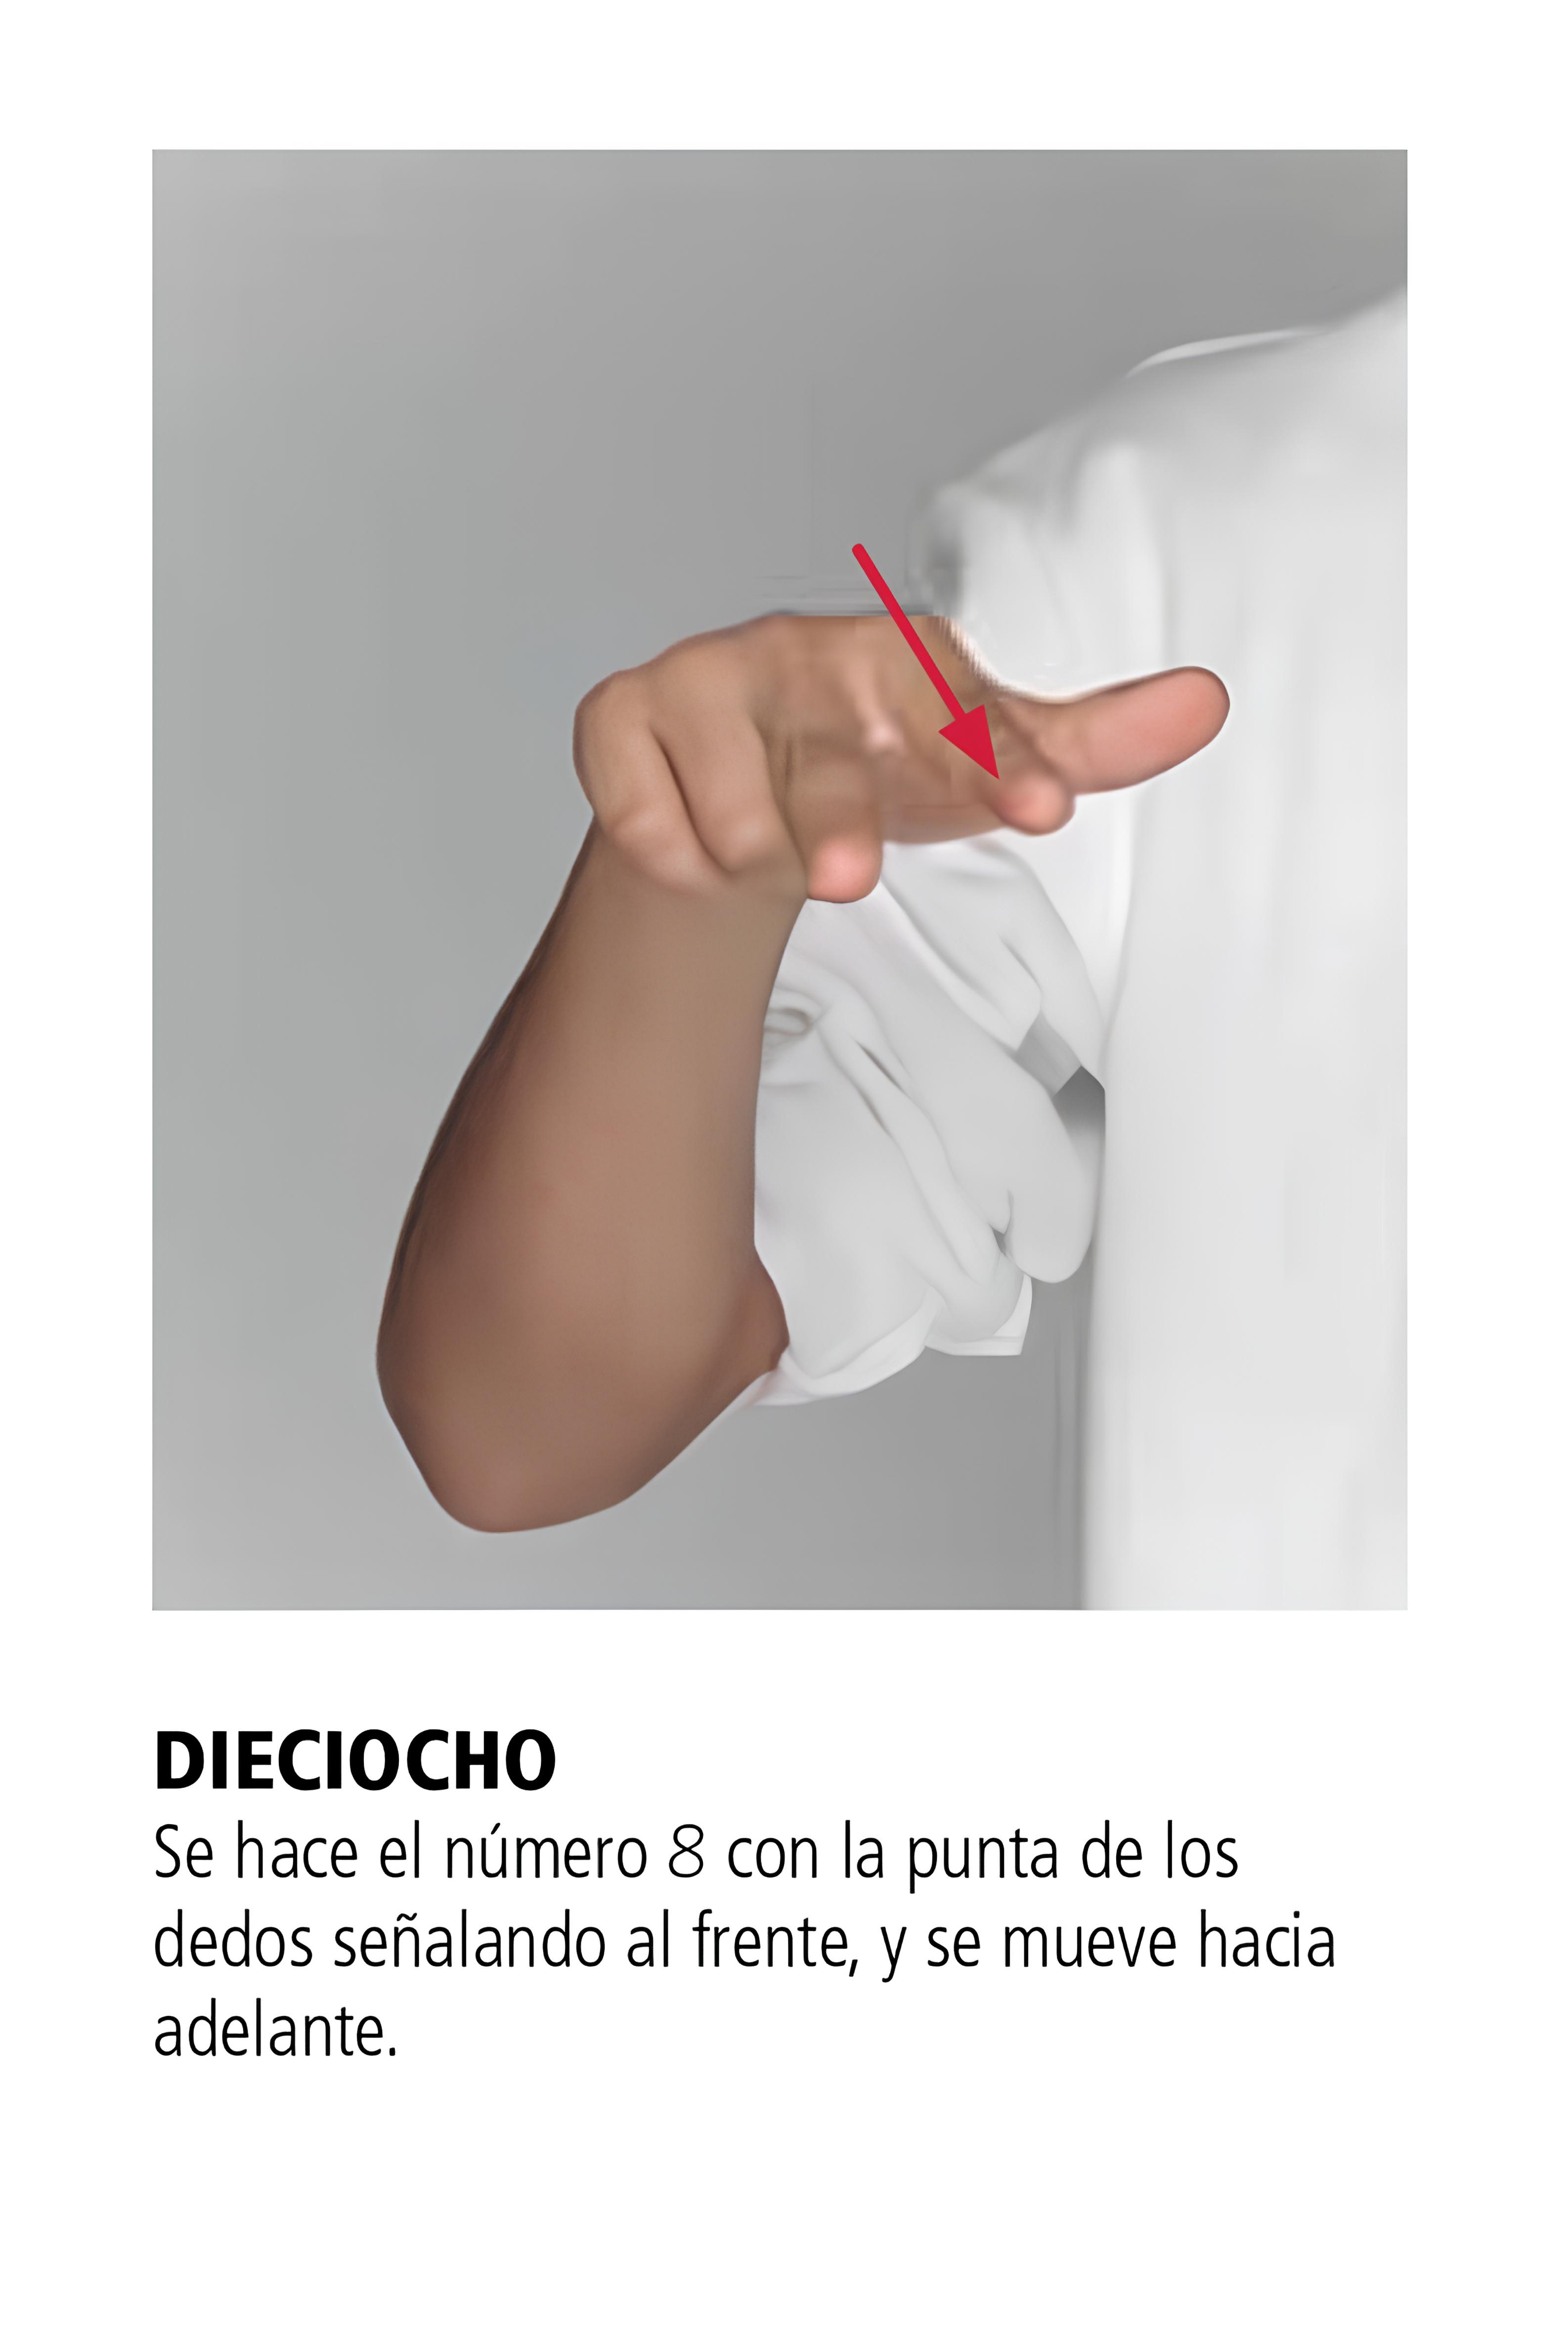 DIECIOCHO
Se hace el número 8 con la punta de los
dedos señalando al frente, y se mueve hacia
adelante.